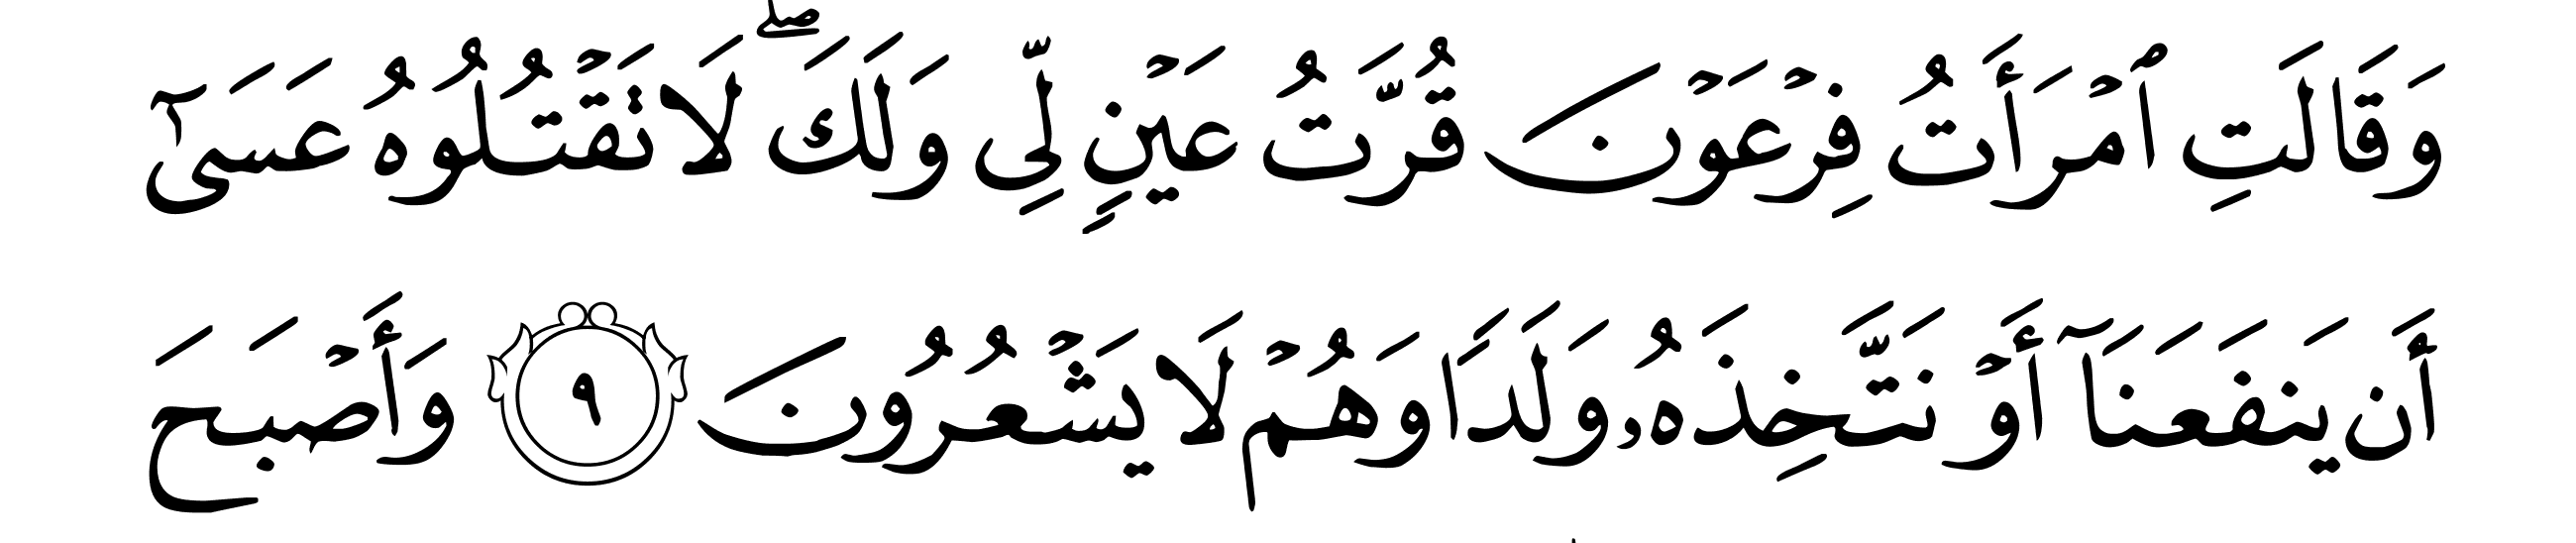 وَقَالَتِ ٱمۡرَأَتُ فِرۡعَوۡنَ قُرَّتُ عَيۡنٖ لِّي وَلَكَۖ لَا تَقۡتُلُوهُ عَسَىٰٓ
أَن يَنفَعَنَآ أَوۡ نَتَّخِذَهُۥ وَلَدٗا وَهُمۡ لَا يَشۡعُرُونَ ٩ وَأَصۡبَحَ